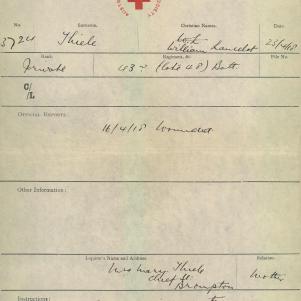 No. Surname. Christian Names. Date.
3724 Thiele William Lancelot 23/4/18
Rank Regiment, &c. File No.
Private 43rd (late 48) Batt
C/
/L
Official Reports:
16/4/18 Wounded
Other Information:
Inquirer's Name and Address Relation.
Mrs Mary Thiele Mother
Chief St
Brompton
Instructions: